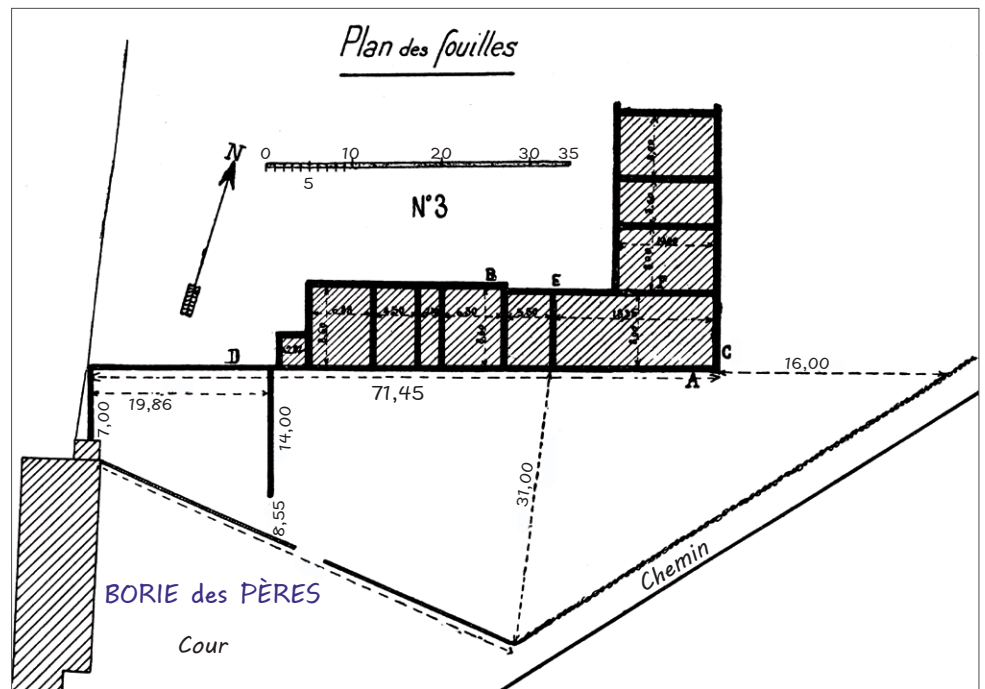 Plan des fouilles
N
0 10 20 30 35
5
N°3
B E
F
D
C
A
16,00
71,45
19,86
7,00
14,00
8,55
31,00
Chemin
BORIE des PÈRES
Cour